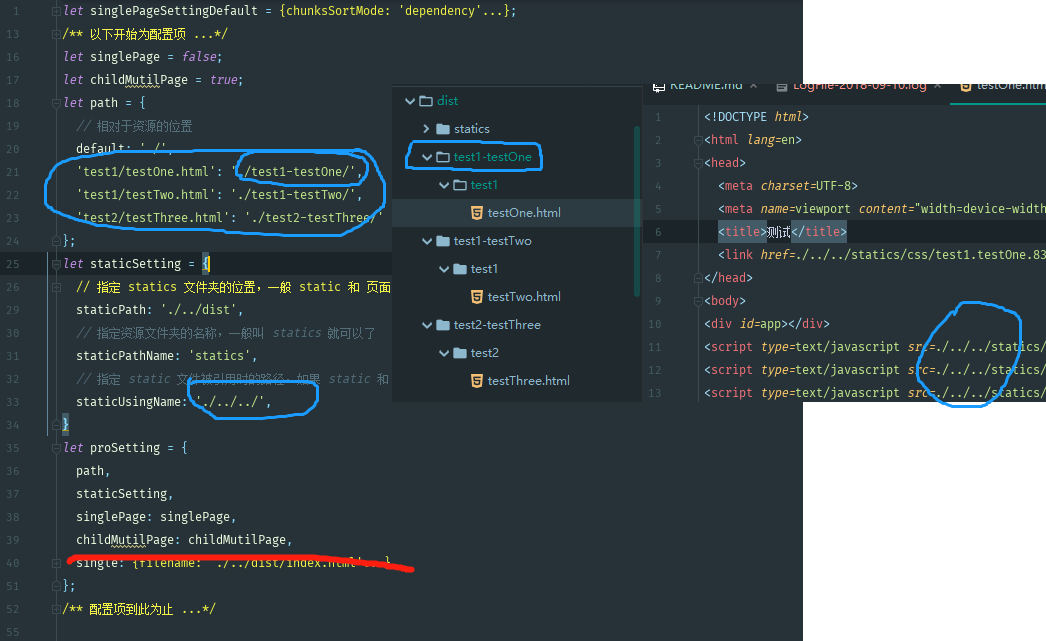 1 let singlePageSettingDefault = {chunksSortMode: 'dependency'...};
13 /** 以下开始为配置项 ...*/
16 let singlePage = false;
17 let childMutilPage = true;
18 let path = {
19 // 相对于资源的位置
20 default: './',
21 'test1/testOne.html': './test1-testOne/',
22 'test1/testTwo.html': './test1-testTwo/',
23 'test2/testThree.html': './test2-testThree/'
24 };
25 let staticSetting = {
26 // 指定 statics 文件夹的位置，一般 static 和 页面
29 staticPath: './../dist',
30 // 指定资源文件夹的名称，一般叫 statics 就可以了
31 staticPathName: 'statics',
32 // 指定 static 文件被引用时的路径，如果 static 和
33 staticUsingName: './../../',
34 }
35 let proSetting = {
36 path,
37 staticSetting,
38 singlePage: singlePage,
39 childMutilPage: childMutilPage,
40 single: {filename: './../dist/index.html'...}
51 };
52 /** 配置项到此为止 ...*/
55
dist
statics
test1-testOne
test1
testOne.html
test1-testTwo
test1
testTwo.html
test2-testThree
test2
testThree.html
README.md LogFile-2018-09-10.log testOne.htm
1 <!DOCTYPE html>
2 <html lang=en>
3 <head>
4 <meta charset=UTF-8>
5 <meta name=viewport content="width=device-width
6 <title>测试</title>
7 <link href=./../../statics/css/test1.testOne.83
8 </head>
9 <body>
10 <div id=app></div>
11 <script type=text/javascript src=./../../statics/
12 <script type=text/javascript src=./../../statics/
13 <script type=text/javascript src=./../../statics/